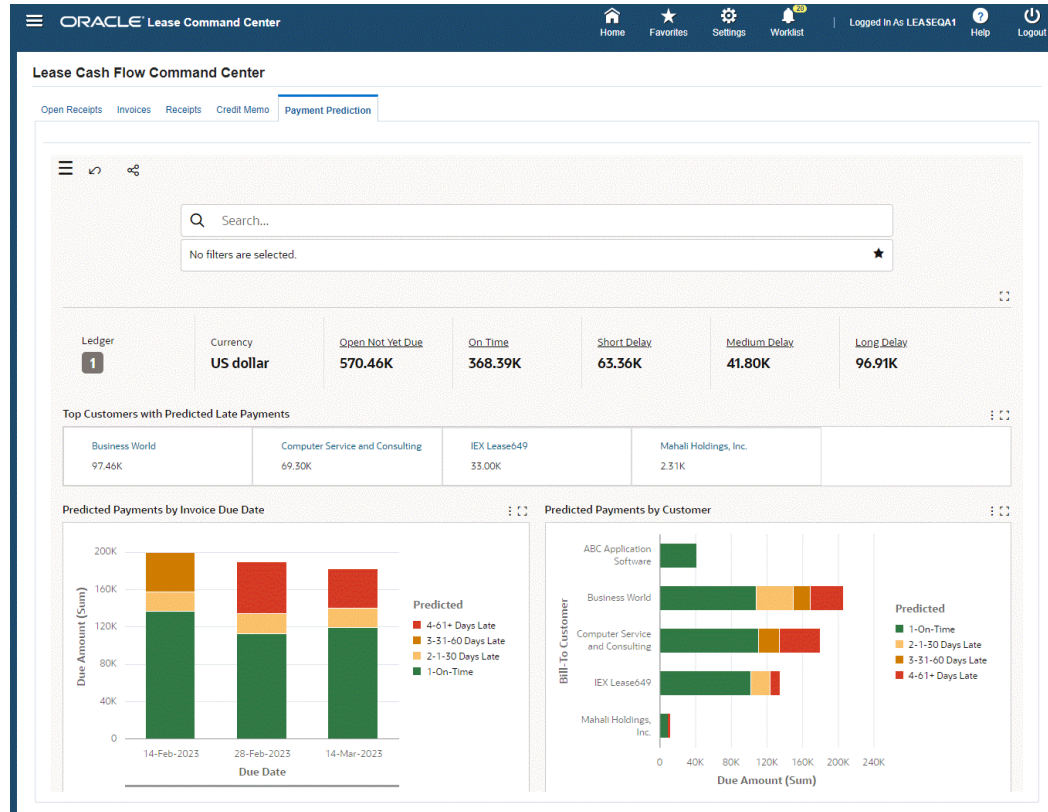 ORACLE Lease Command Center
Home
Favorites
Settings
20
Worklist
Logged In As LEASEQA1
?
Help
Logout
Lease Cash Flow Command Center
Open Receipts Invoices Receipts Credit Memo Payment Prediction
Search...
No filters are selected.
Ledger
1
Currency
US dollar
Open Not Yet Due
570.46K
On Time
368.39K
Short Delay
63.36K
Medium Delay
41.80K
Long Delay
96.91K
Top Customers with Predicted Late Payments
Business World
97.46K
Computer Service and Consulting
69.30K
IEX Lease649
33.00K
Mahali Holdings, Inc.
2.31K
Predicted Payments by Invoice Due Date
Due Amount (Sum)
200K
160K
120K
80K
40K
0
14-Feb-2023 28-Feb-2023 14-Mar-2023
Due Date
Predicted
4-61+ Days Late
3-31-60 Days Late
2-1-30 Days Late
1-On-Time
Predicted Payments by Customer
Bill-To Customer
ABC Application
Software
Business World
Computer Service
and Consulting
IEX Lease649
Mahali Holdings,
Inc.
0 40K 80K 120K 160K 200K 240K
Due Amount (Sum)
Predicted
1-On-Time
2-1-30 Days Late
3-31-60 Days Late
4-61+ Days Late